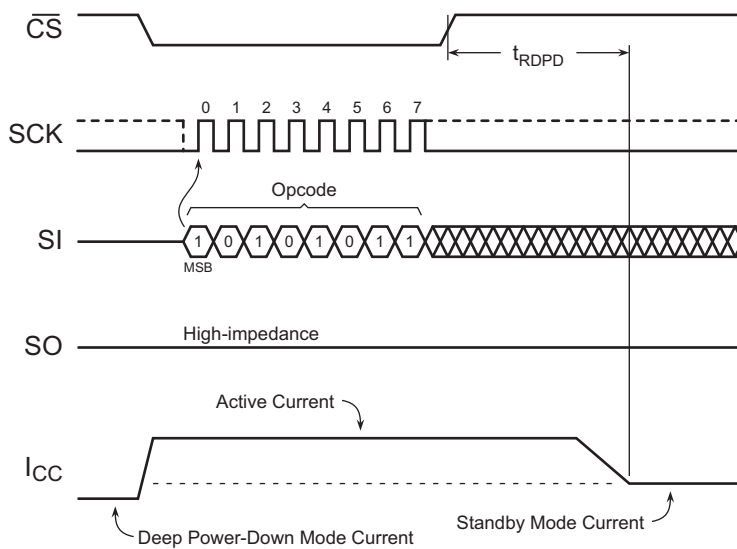 CS
tRDPD
0 1 2 3 4 5 6 7
SCK
Opcode
SI
1 0 1 0 1 0 1 1
MSB
High-impedance
SO
Active Current
ICC
Standby Mode Current
Deep Power-Down Mode Current